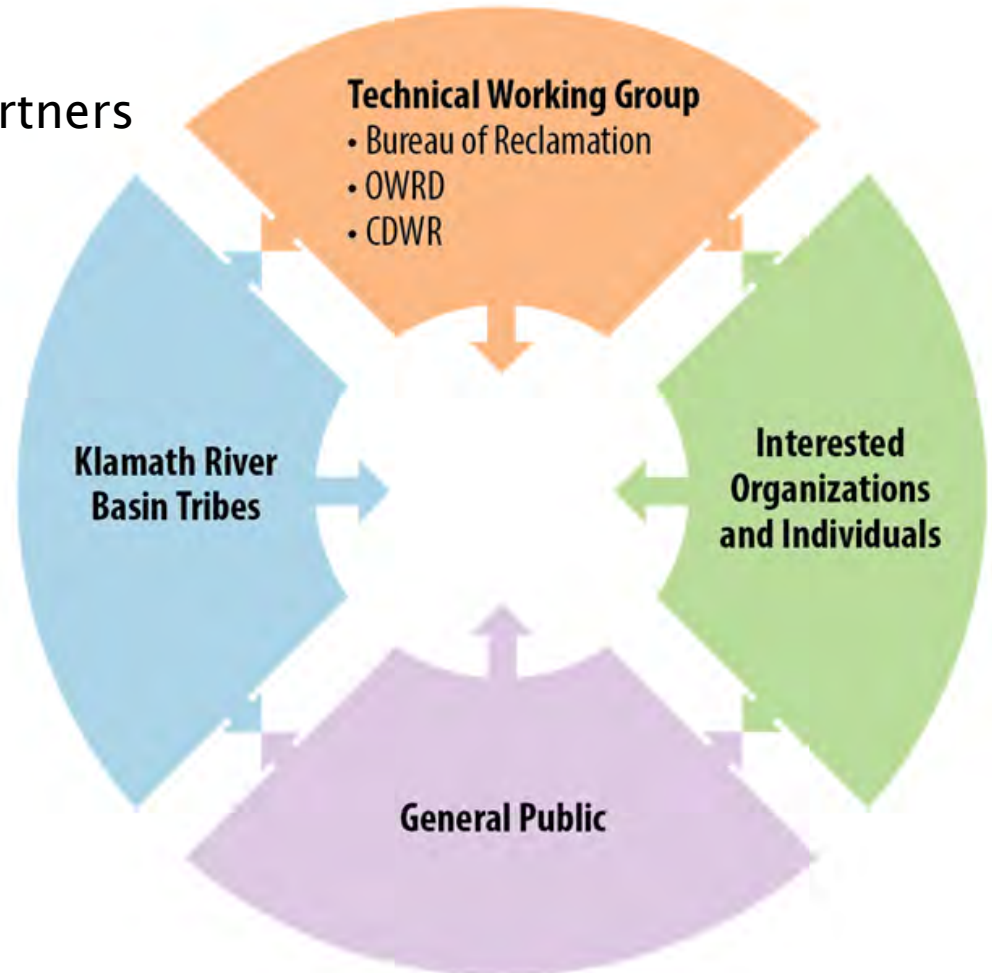 rtners
Technical Working Group
• Bureau of Reclamation
• OWRD
• CDWR
Klamath River
Basin Tribes
Interested
Organizations
and Individuals
General Public